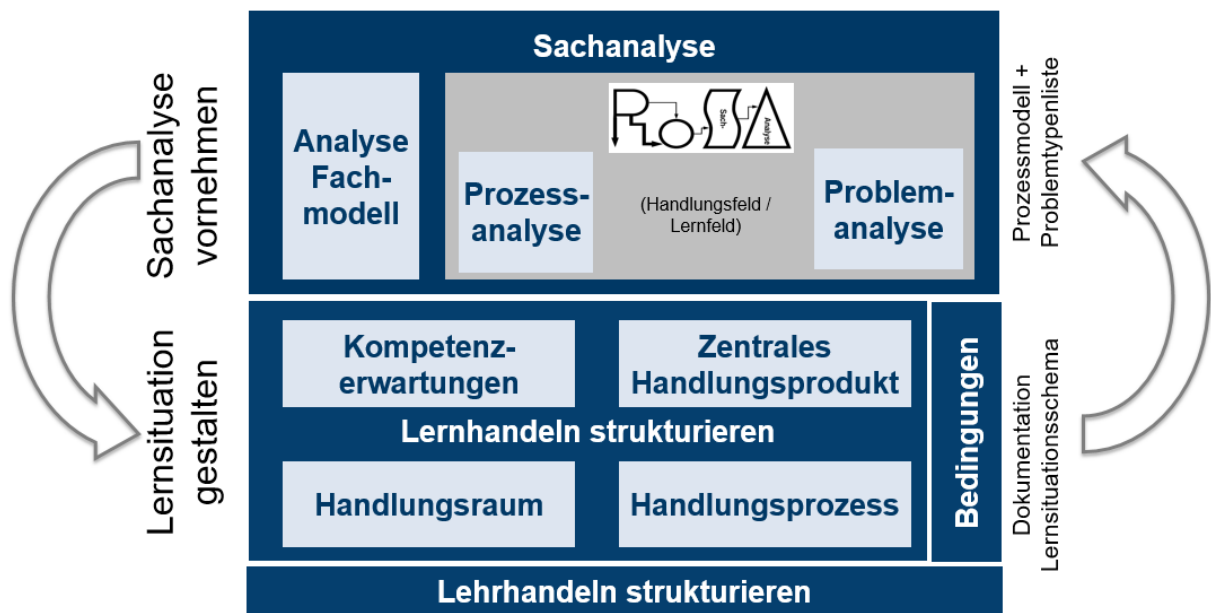 Sachanalyse
Sachanalyse
vornehmen
Analyse
Fach-
modell
ProSA
Sach-
Analyse
Prozess-
analyse
(Handlungsfeld /
Lernfeld)
Problem-
analyse
Prozessmodell +
Problemtypenliste
Lernsituation
gestalten
Kompetenz-
erwartungen
Zentrales
Handlungsprodukt
Lernhandeln strukturieren
Handlungsraum
Handlungsprozess
Bedingungen
Dokumentation
Lernsituationsschema
Lehrhandeln strukturieren